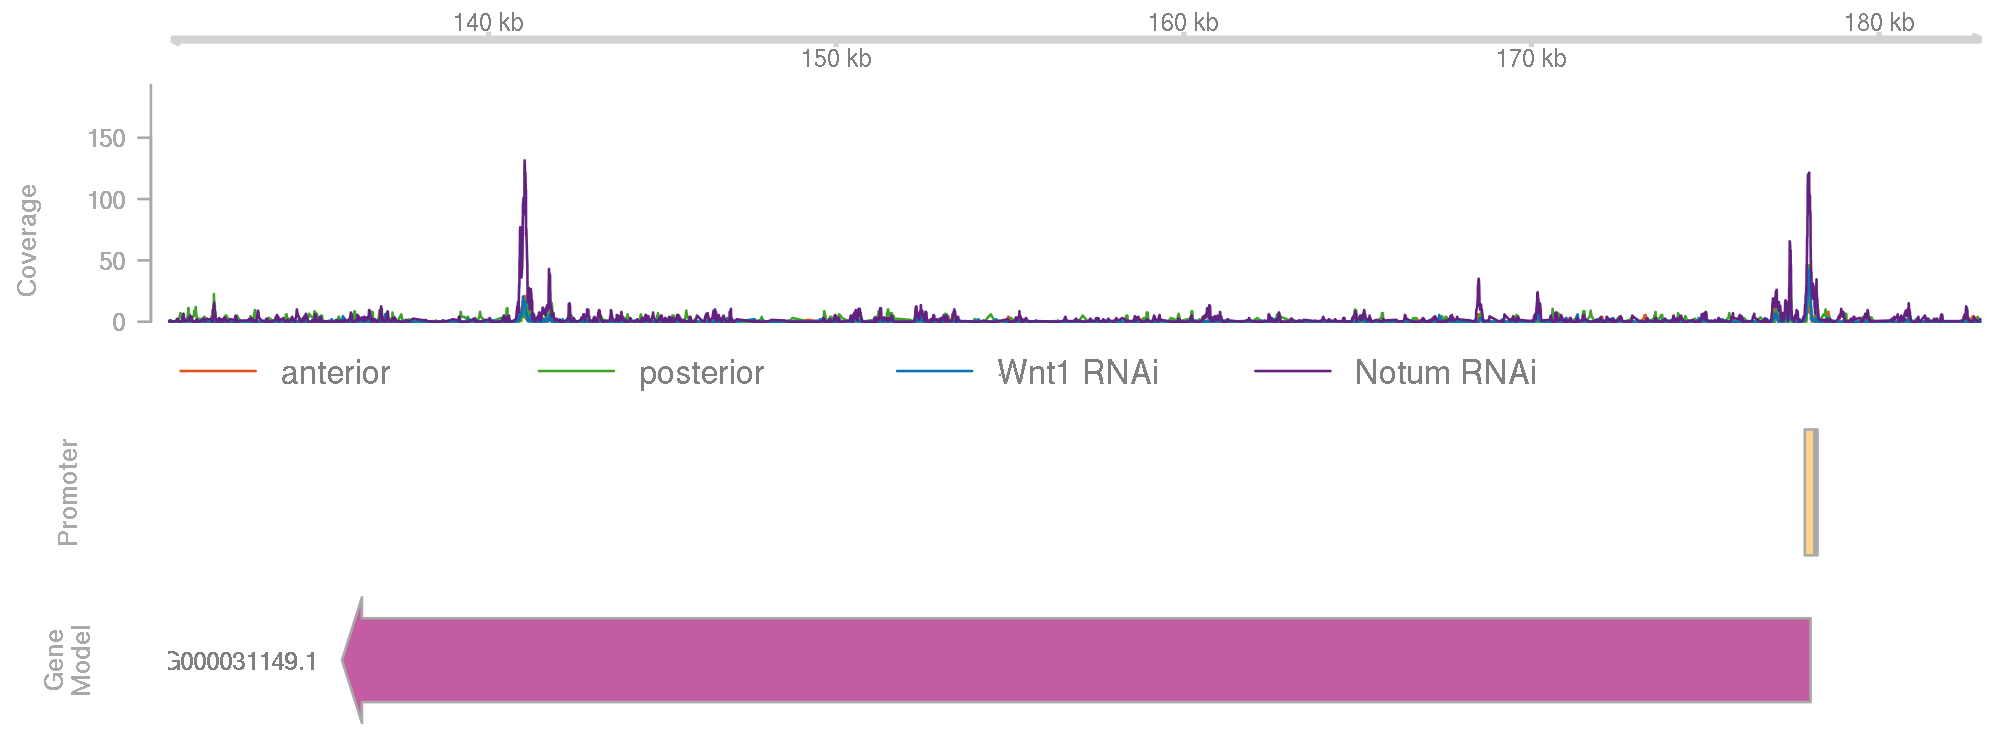 140 kb 160 kb 180 kb
150 kb 170 kb
Coverage
150
100
50
0
anterior posterior Wnt1 RNAi Notum RNAi
Promoter
Gene
Model
G000031149.1